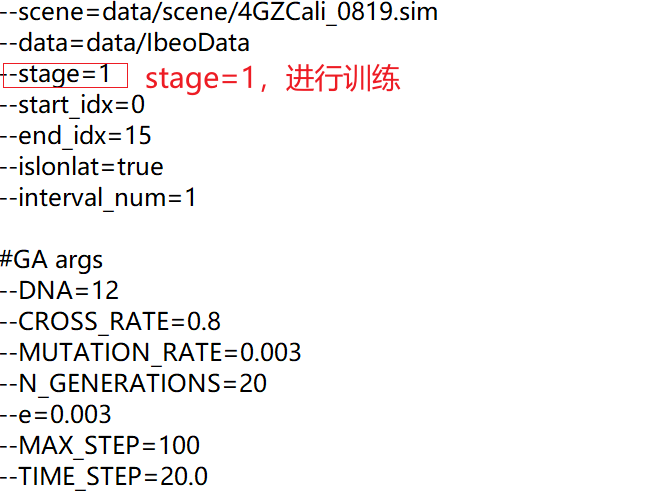 --scene=data/scene/4GZCali_0819.sim
--data=data/IbeoData
--stage=1 stage=1，进行训练
--start_idx=0
--end_idx=15
--islonlat=true
--interval_num=1
#GA args
--DNA=12
--CROSS_RATE=0.8
--MUTATION_RATE=0.003
--N_GENERATIONS=20
--e=0.003
--MAX_STEP=100
--TIME_STEP=20.0